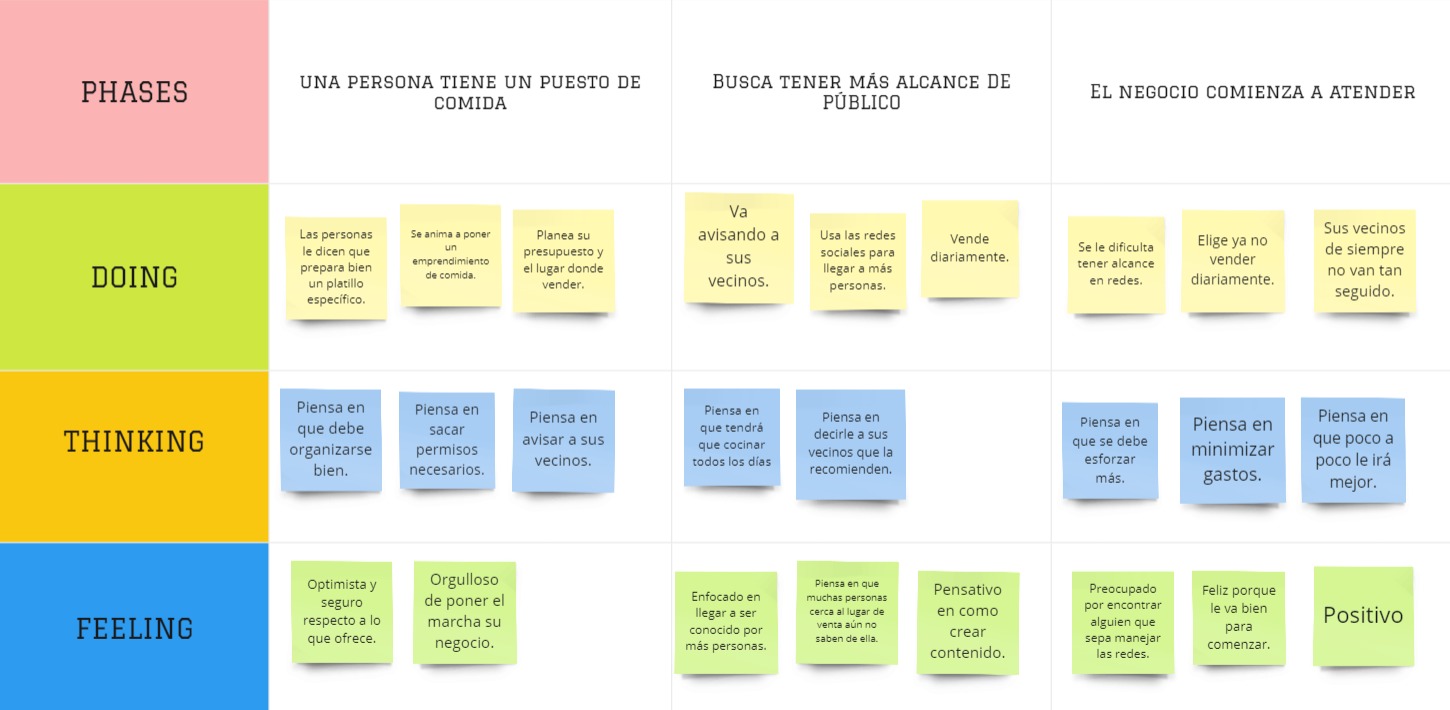 PHASES
UNA PERSONA TIENE UN PUESTO DE
COMIDA
BUSCA TENER MÁS ALCANCE DE
PÚBLICO
EL NEGOCIO COMIENZA A ATENDER
DOING
Las personas
le dicen que
prepara bien
un platillo
específico.
Se anima a poner
un
emprendimiento
de comida.
Planea su
presupuesto y
el lugar donde
vender.
Va
avisando a
sus
vecinos.
Usa las redes
sociales para
llegar a más
personas.
Vende
diariamente.
Se le dificulta
tener alcance
en redes.
Elige ya no
vender
diariamente.
Sus vecinos
de siempre
no van tan
seguido.
THINKING
Piensa en
que debe
organizarse
bien.
Piensa en
sacar
permisos
necesarios.
Piensa en
avisar a sus
vecinos.
Piensa en
que tendrá
que cocinar
todos los días
Piensa en
decirle a sus
vecinos que la
recomienden.
Piensa en
que se debe
esforzar
más.
Piensa en
minimizar
gastos.
Piensa en
que poco a
poco le irá
mejor.
FEELING
Optimista y
seguro
respecto a lo
que ofrece.
Orgulloso
de poner el
marcha su
negocio.
Enfocado en
llegar a ser
conocido por
más personas.
Piensa en que
muchas personas
cerca al lugar de
venta aún no
saben de ella.
Pensativo
en como
crear
contenido.
Preocupado
por encontrar
alguien que
sepa manejar
las redes.
Feliz porque
le va bien
para
comenzar.
Positivo